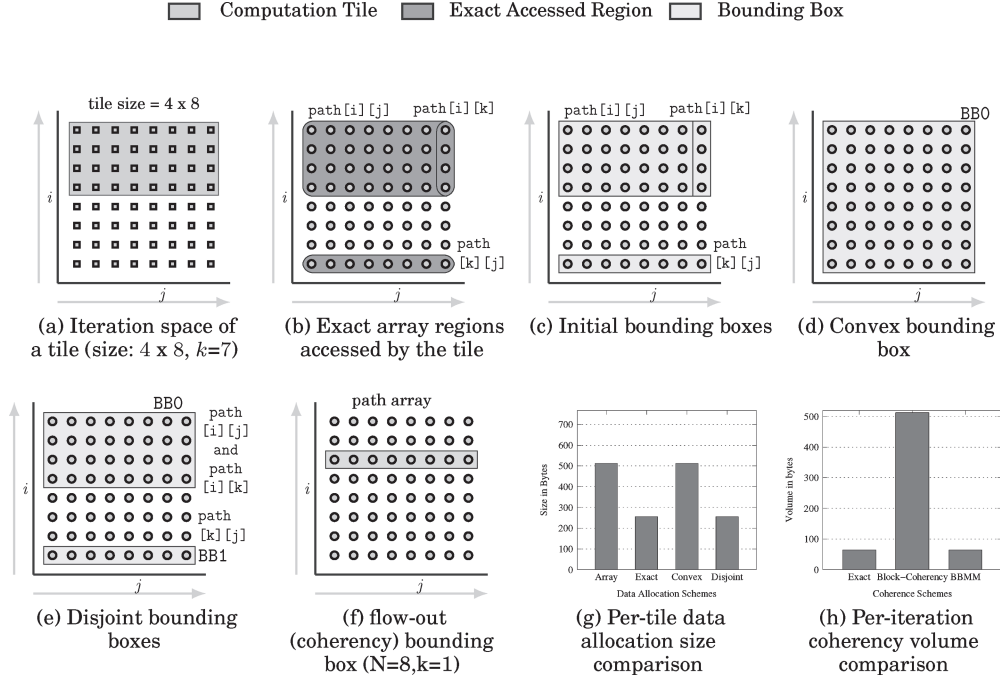 Computation Tile Exact Accessed Region Bounding Box
tile size = 4 x 8
i
j
(a) Iteration space of
a tile (size: 4 x 8, k=7)
path[i][j] path[i][k]
i
path
[k][j]
j
(b) Exact array regions
accessed by the tile
path[i][j] path[i][k]
i
path
[k][j]
j
(c) Initial bounding boxes
BB0
i
j
(d) Convex bounding
box
BB0
path
[i][j]
and
path
[i][k]
i
path
[k][j]
BB1
j
(e) Disjoint bounding
boxes
path array
i
j
(f) flow-out
(coherency) bounding
box (N=8,k=1)
700
600
500
400
300
200
100
0
Size in Bytes
Array Exact Convex Disjoint
Data Allocation Schemes
(g) Per-tile data
allocation size
comparison
500
400
300
200
100
0
Volume in bytes
Exact Block-Coherency BBMM
Coherence Schemes
(h) Per-iteration
coherency volume
comparison